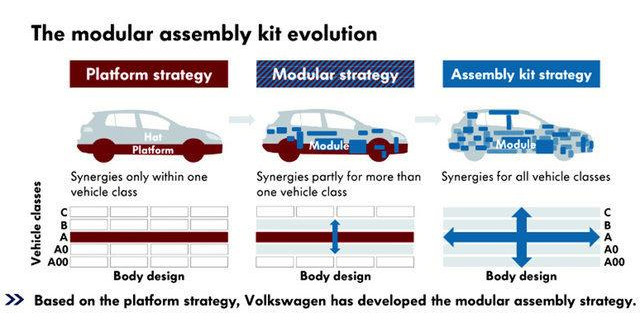 The modular assembly kit evolution
Platform strategy
Modular strategy
Assembly kit strategy
Hat
Platform
Module
Module
Synergies only within one
vehicle class
Synergies partly for more than
one vehicle class
Synergies for all vehicle classes
Vehicle classes
C
B
A
A0
A00
Body design
Body design
Body design
C
B
A
A0
A00
Based on the platform strategy, Volkswagen has developed the modular assembly strategy.